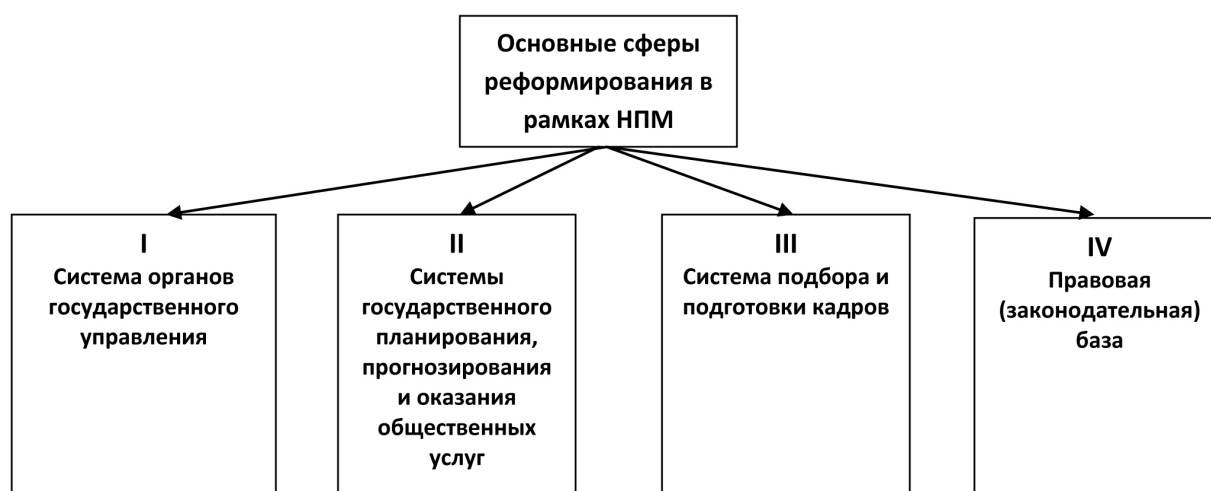 Основные сферы
реформирования в
рамках НПМ
I
Система органов
государственного
управления
II
Системы
государственного
планирования,
прогнозирования
и оказания
общественных
услуг
III
Система подбора и
подготовки кадров
IV
Правовая
(законодательная)
база